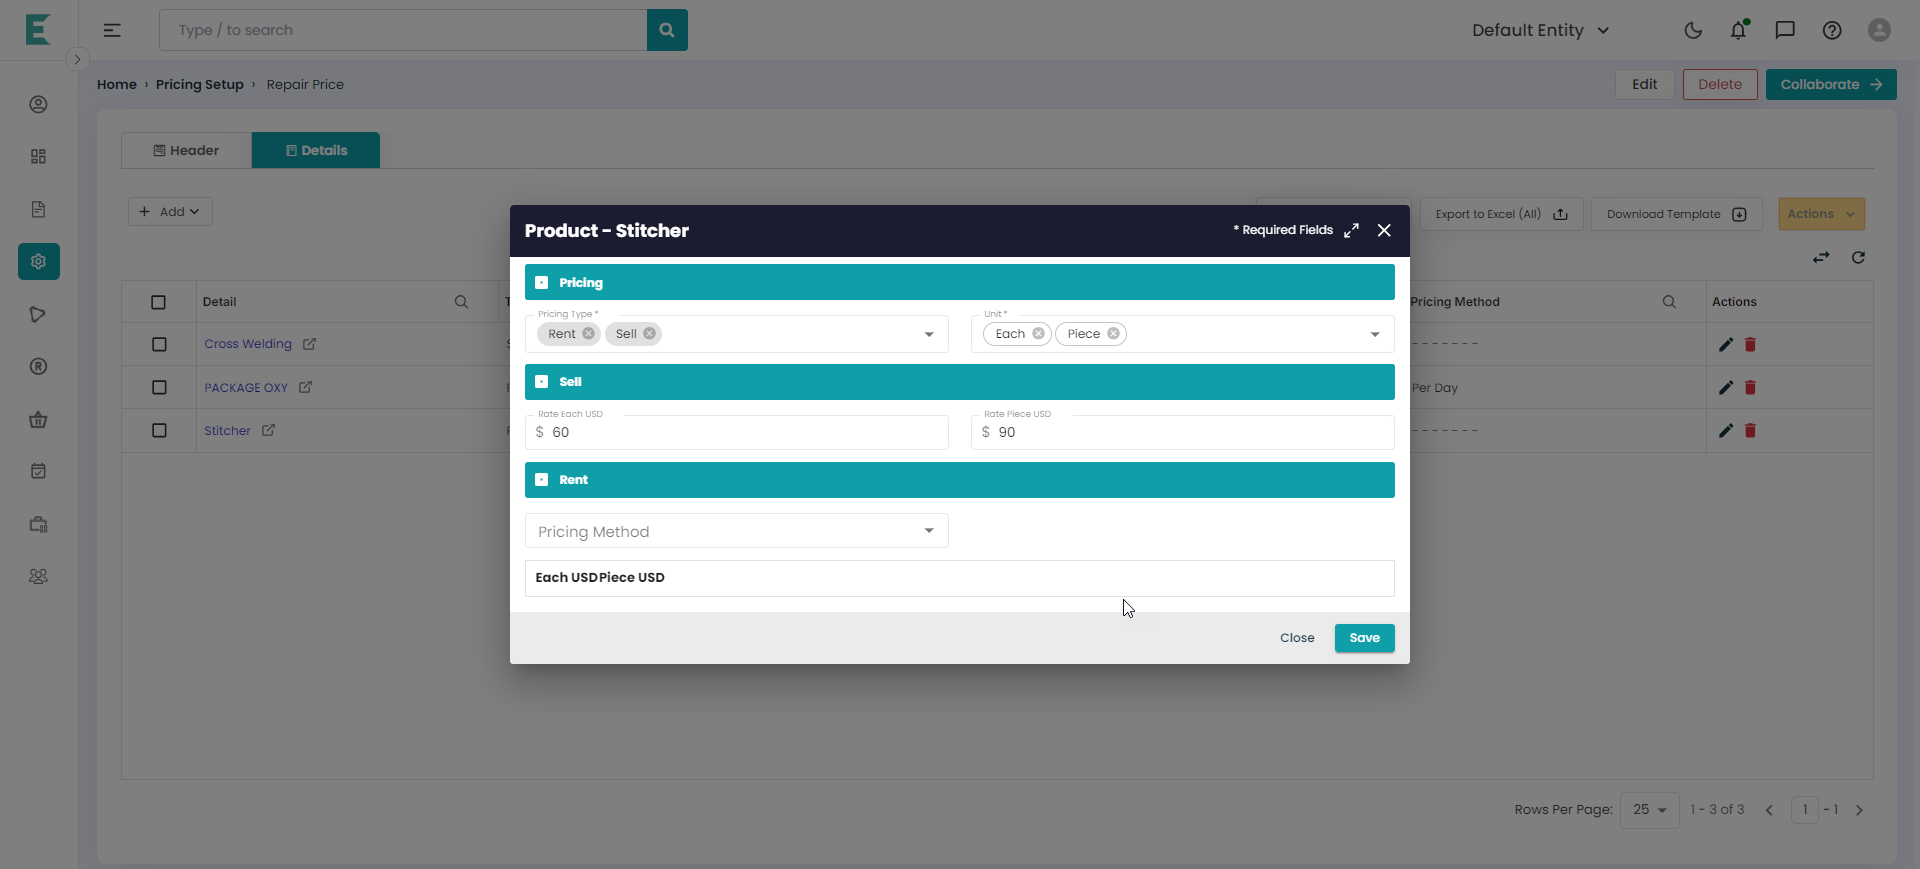 Type / to search
Default Entity
Home › Pricing Setup › Repair Price
Edit
Delete
Collaborate
Header
Details
+ Add
Export to Excel (All)
Download Template
Actions
Detail
Pricing Method
Actions
Cross Welding
- - - - - - -
PACKAGE OXY
Per Day
Stitcher
- - - - - - -
Product - Stitcher
* Required Fields
Pricing
Pricing Type *
Rent
Sell
Unit *
Each
Piece
Sell
Rate Each USD
$ 60
Rate Piece USD
$ 90
Rent
Pricing Method
Each USDPiece USD
Close
Save
Rows Per Page: 25
1 - 3 of 3
1 - 1